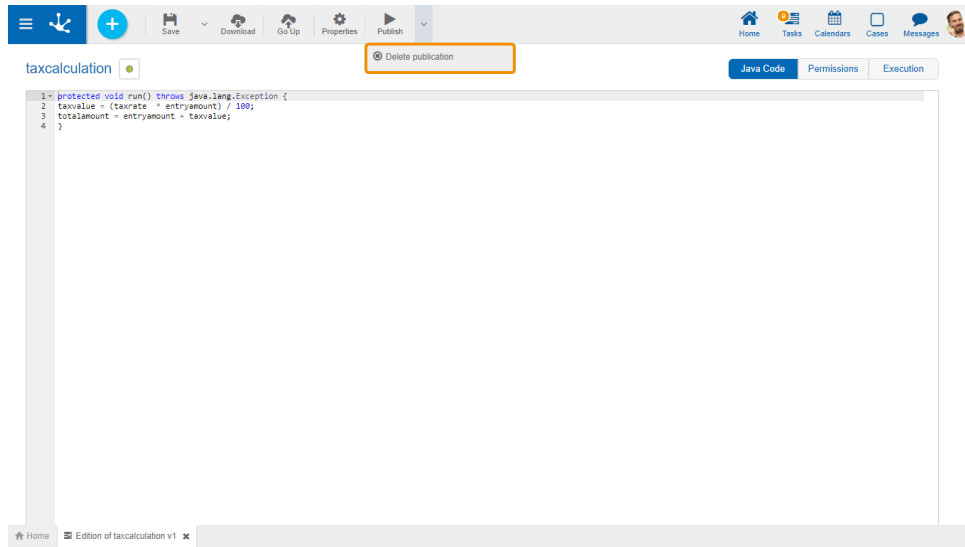 Save
Download
Go Up
Properties
Publish
Home
9
Tasks
Calendars
Cases
Messages
Delete publication
taxcalculation
Java Code
Permissions
Execution
1 protected void run() throws java.lang.Exception {
2 taxvalue = (taxrate * entryamount) / 100;
3 totalamount = entryamount + taxvalue;
4 }
Home
Edition of taxcalculation v1